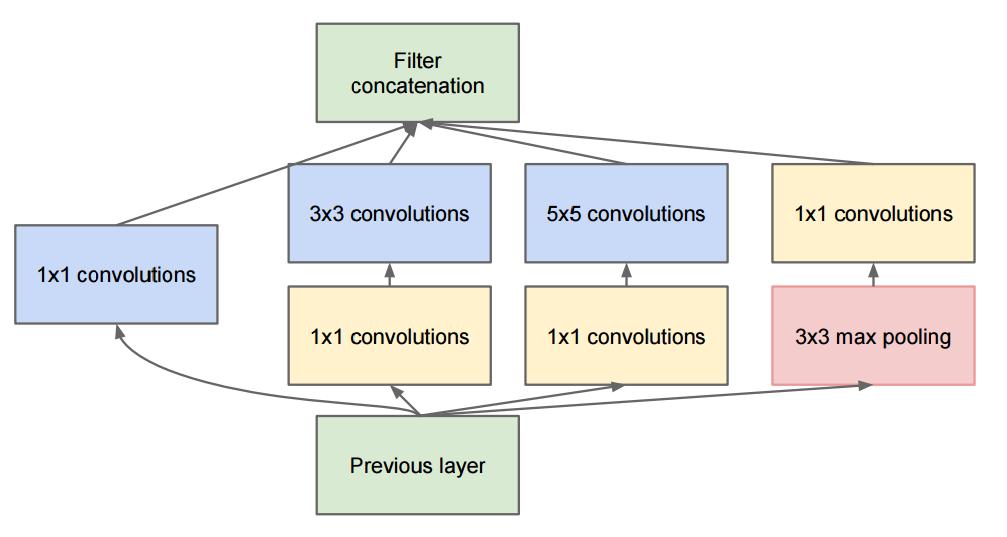 Filter
concatenation
3x3 convolutions
5x5 convolutions
1x1 convolutions
1x1 convolutions
1x1 convolutions
1x1 convolutions
3x3 max pooling
Previous layer